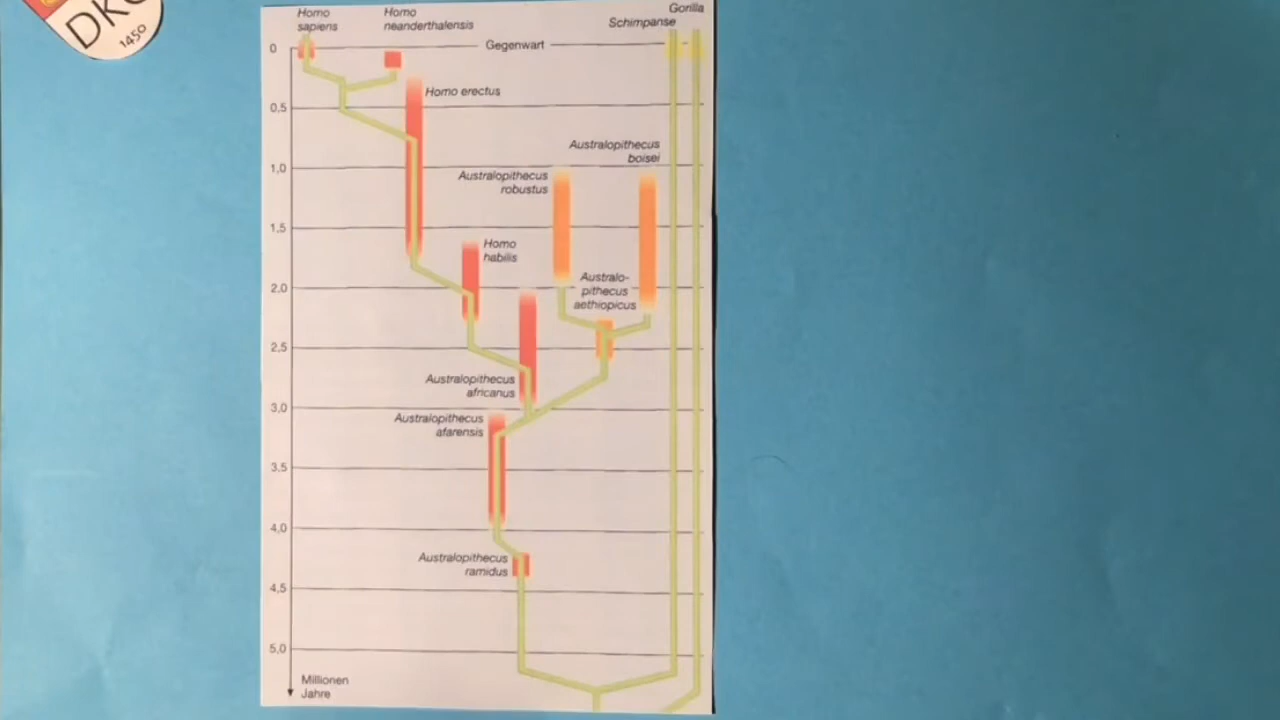 DKG
1450
Homo
sapiens
Homo
neanderthalensis
Gorilla
Schimpanse
0
Gegenwart
Homo erectus
0,5
Australopithecus
boisei
1,0
Australopithecus
robustus
1,5
Homo
habilis
2,0
Australo-
pithecus
aethiopicus
2,5
Australopithecus
africanus
3,0
Australopithecus
afarensis
3,5
4,0
Australopithecus
ramidus
4,5
5,0
Millionen
Jahre